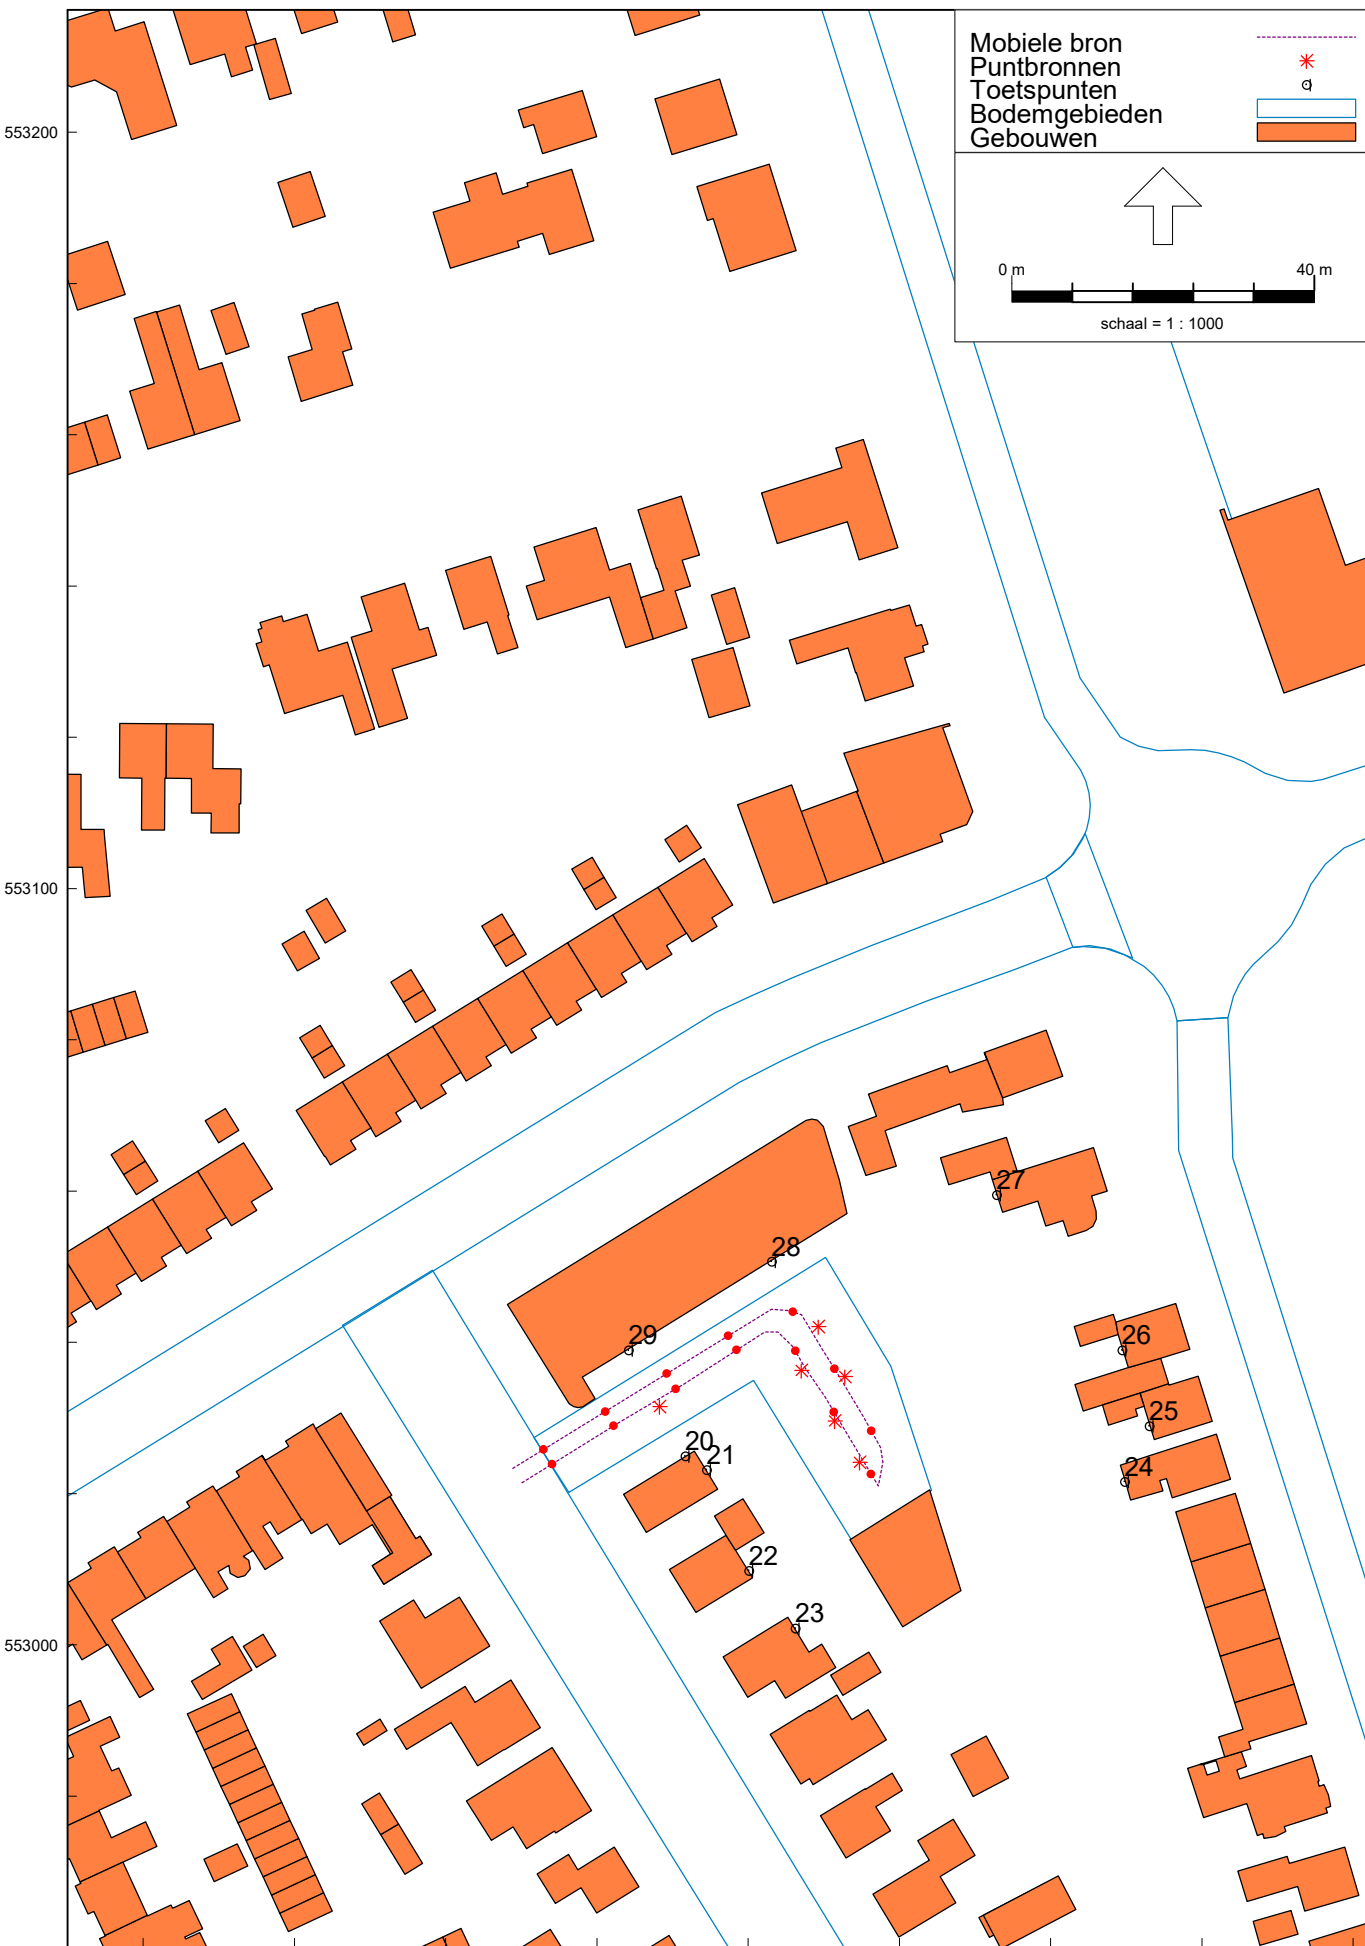 Mobiele bron
Puntbronnen
Toetspunten
Bodemgebieden
Gebouwen
553200
0 m
40 m
schaal = 1 : 1000
553100
27
28
26
29
25
20
21
24
22
23
553000